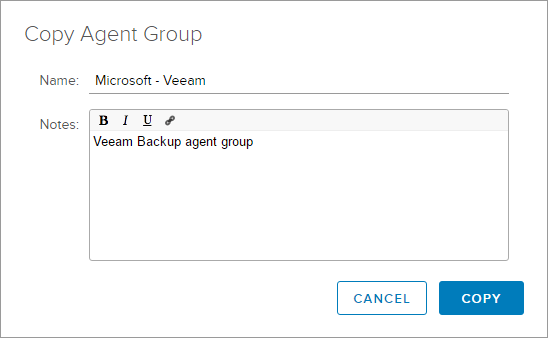 Copy Agent Group
Name: Microsoft - Veeam
Notes:
B I U
Veeam Backup agent group
CANCEL COPY